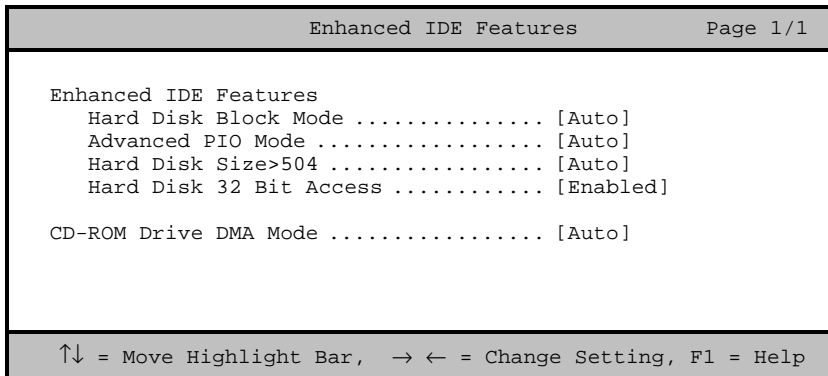 Enhanced IDE Features Page 1/1
Enhanced IDE Features
Hard Disk Block Mode ............... [Auto]
Advanced PIO Mode .................. [Auto]
Hard Disk Size>504 ................. [Auto]
Hard Disk 32 Bit Access ............ [Enabled]
CD-ROM Drive DMA Mode ................. [Auto]
↑↓ = Move Highlight Bar, → ← = Change Setting, F1 = Help